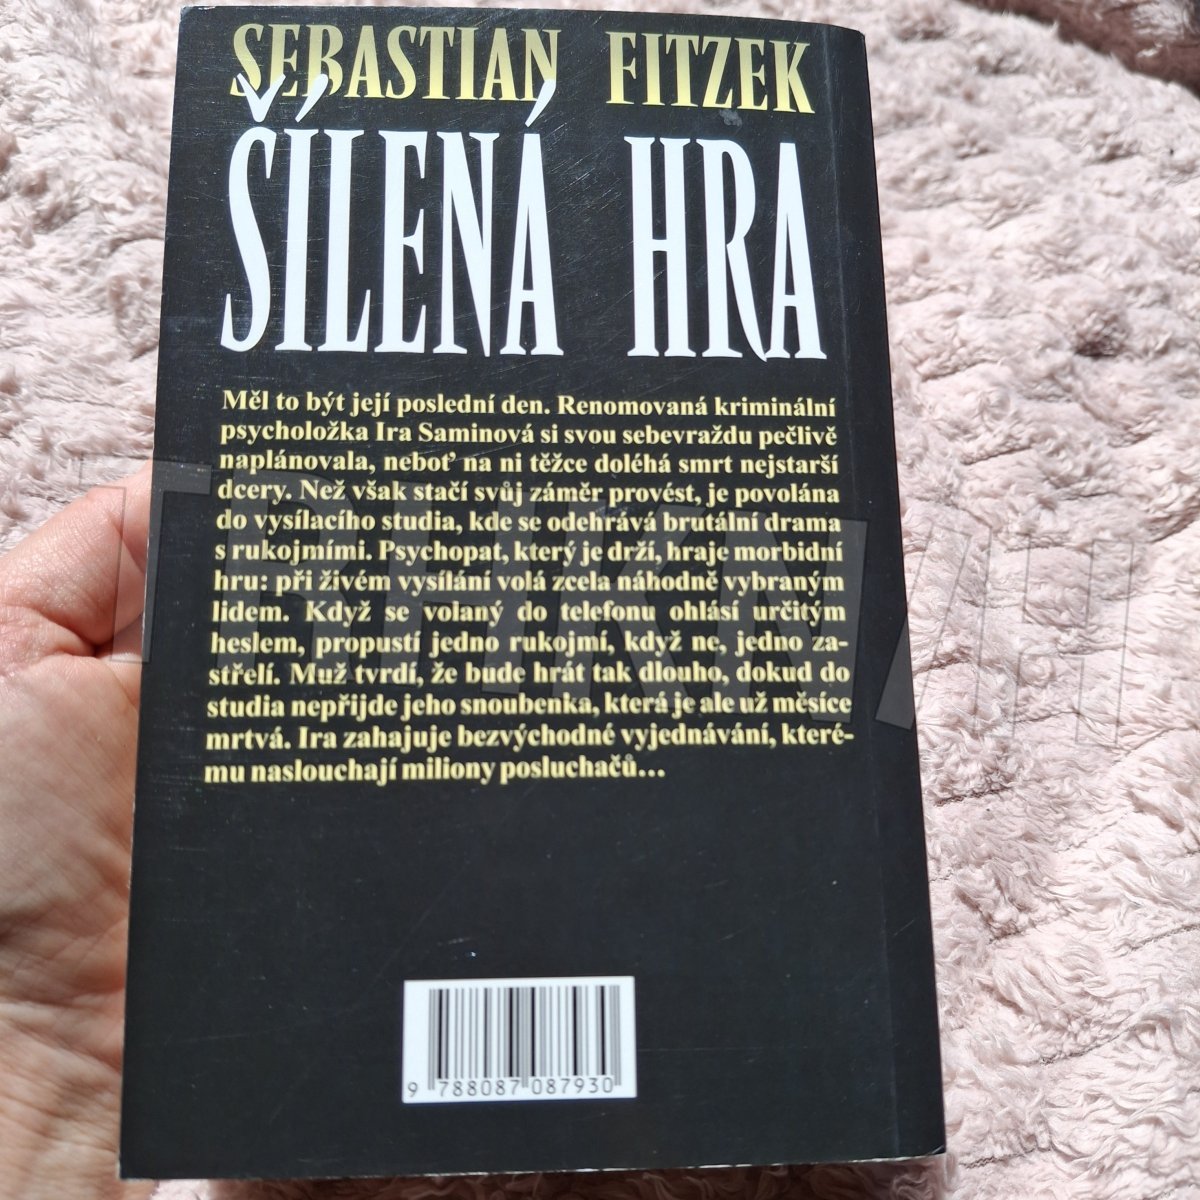 SEBASTIAN FITZEK
ŠÍLENÁ HRA
Měl to být její poslední den. Renomovaná kriminální
psycholožka Ira Saminová si svou sebevraždu pečlivě
naplánovala, neboť na ni těžce doléhá smrt nejstarší
dcery. Než však stačí svůj záměr provést, je povolána
do vysílacího studia, kde se odehrává brutální drama
s rukojmími. Psychopat, který je drží, hraje morbidní
hru: při živém vysílání volá zcela náhodně vybraným
lidem. Když se volaný do telefonu ohlásí určitým
heslem, propustí jedno rukojmí, když ne, jedno za-
střelí. Muž tvrdí, že bude hrát tak dlouho, dokud do
studia nepřijde jeho snoubenka, která je ale už měsíce
mrtvá. Ira zahajuje bezvýchodné vyjednávání, které-
mu naslouchají miliony posluchačů...
9 788087 087930